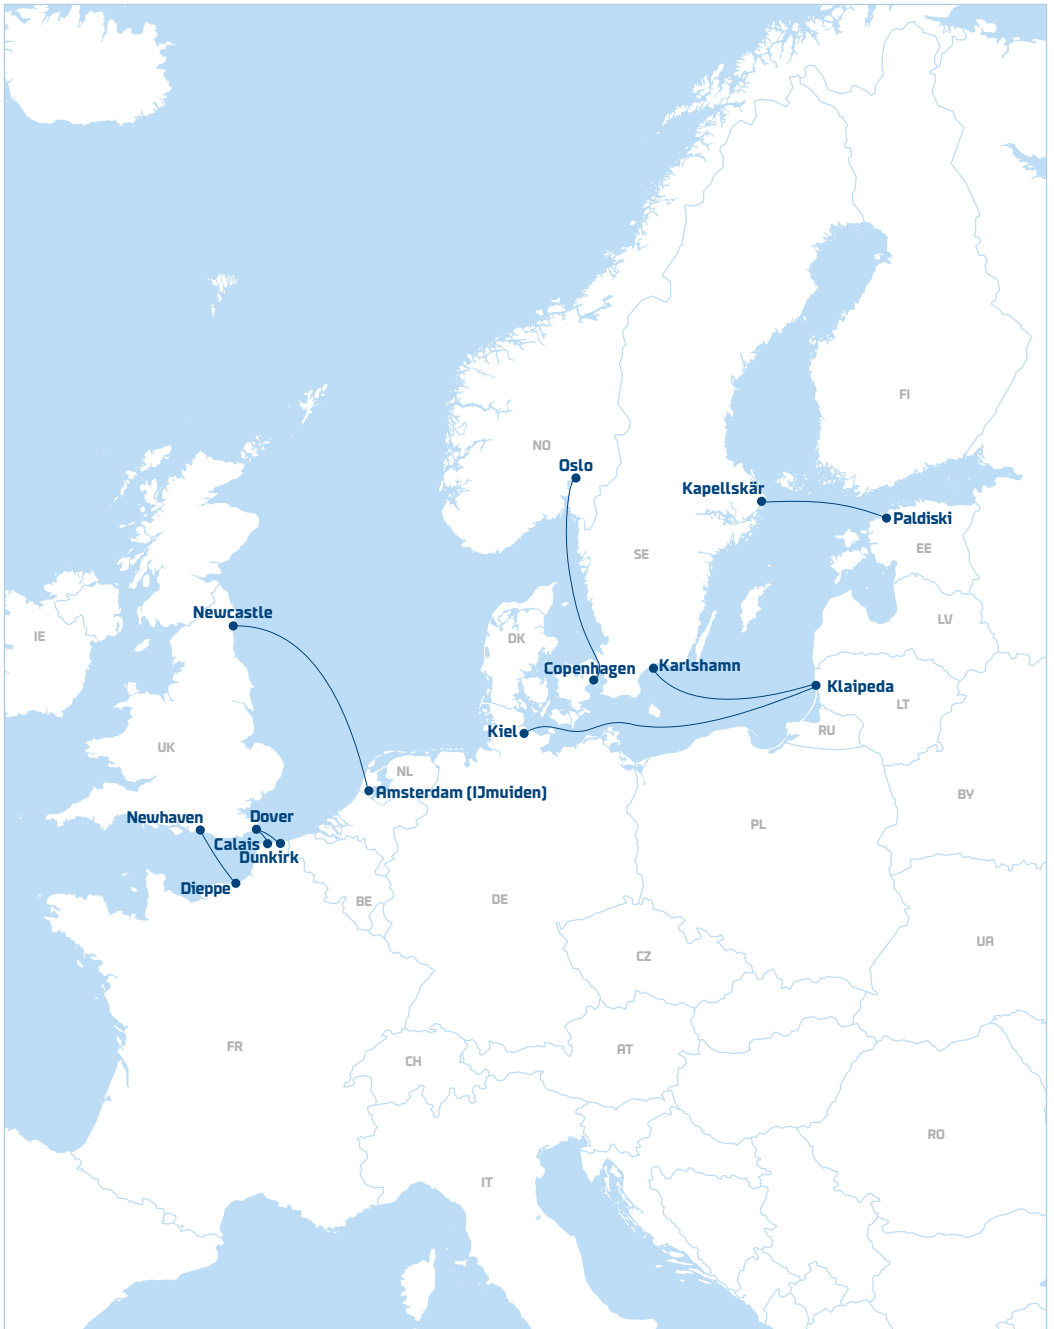 FI
NO
Oslo
Kapellskär
Paldiski
SE
EE
Newcastle
LV
IE
DK
Copenhagen
Karlshamn
Klaipeda
LT
Kiel
RU
UK
NL
Amsterdam (IJmuiden)
BY
Newhaven
Dover
PL
Calais
Dunkirk
Dieppe
BE
DE
UA
CZ
FR
AT
CH
RO
IT